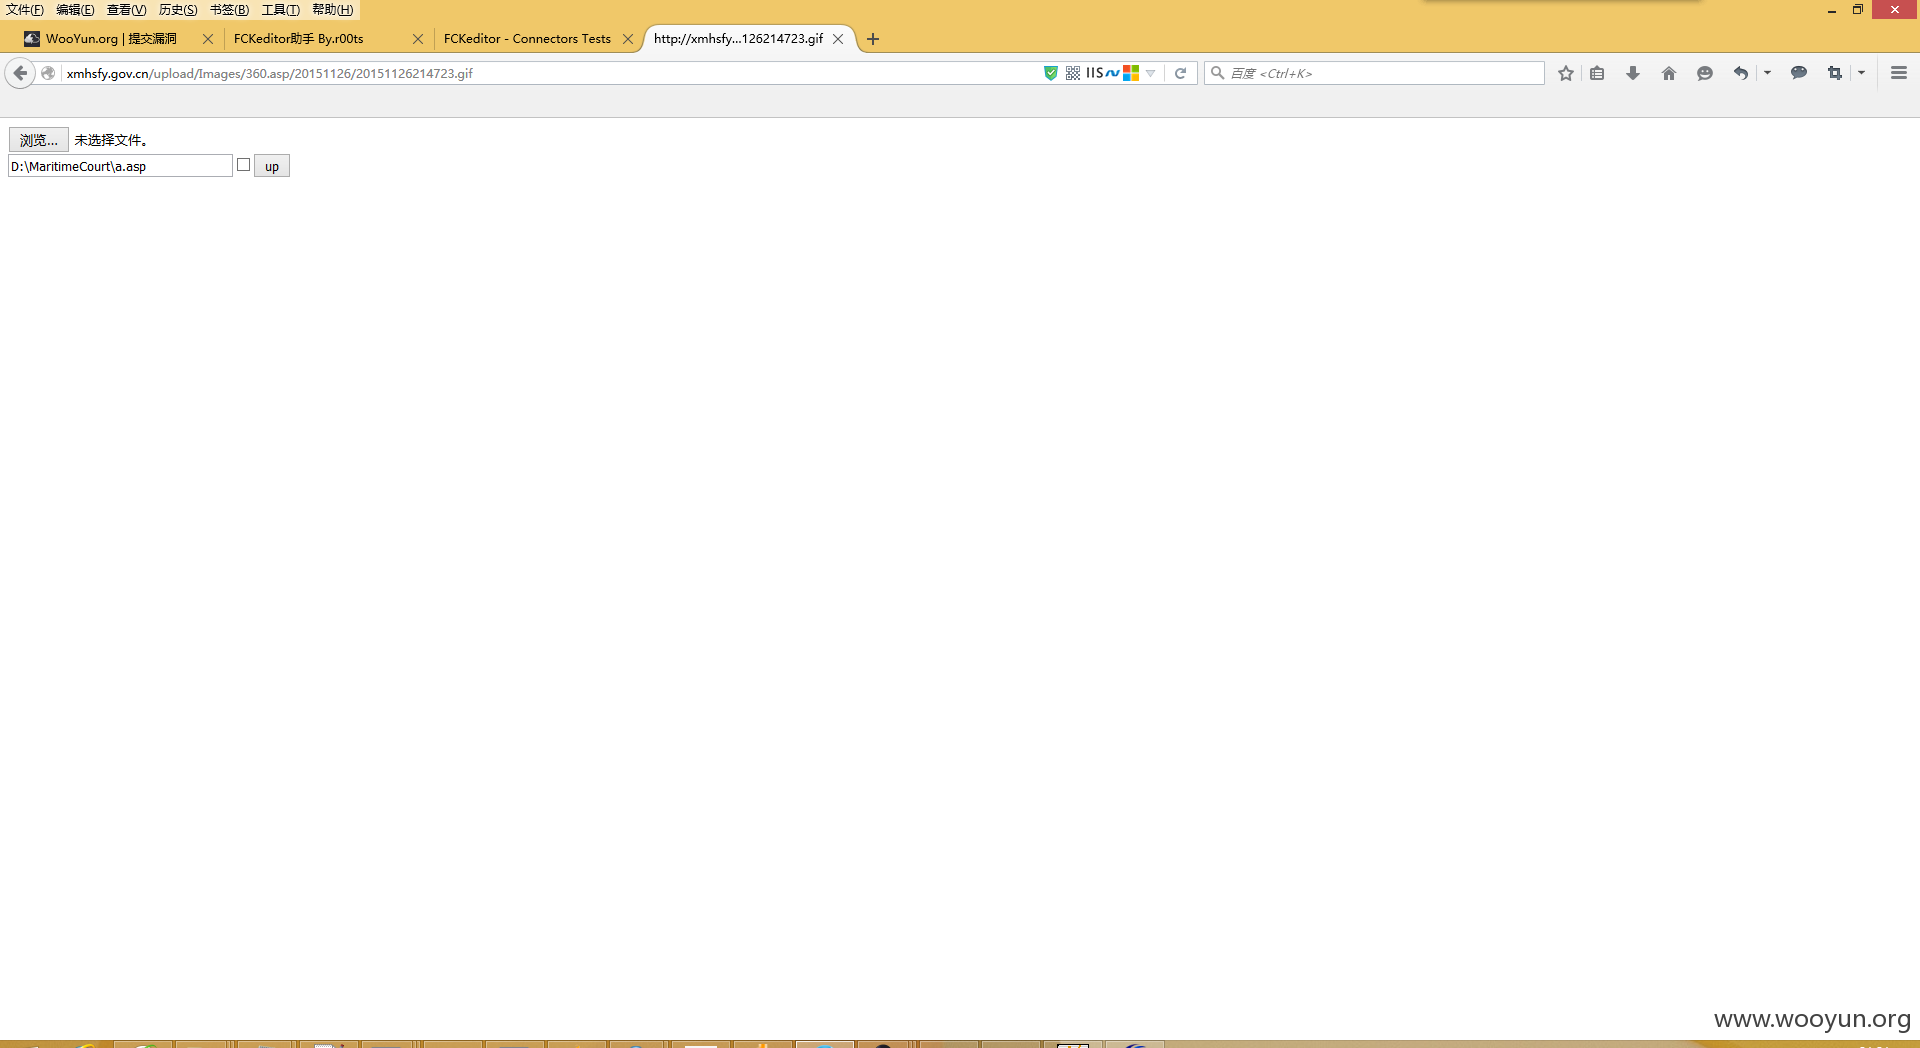 文件(F) 编辑(E) 查看(V) 历史(S) 书签(B) 工具(T) 帮助(H)
WooYun.org | 提交漏洞 FCKeditor助手 By.r00ts FCKeditor - Connectors Tests http://xmhsfy...126214723.gif
xmhsfy.gov.cn/upload/Images/360.asp/20151126/20151126214723.gif IIS 百度 <Ctrl+K>
浏览... 未选择文件。
D:\MaritimeCourt\a.asp up
www.wooyun.org